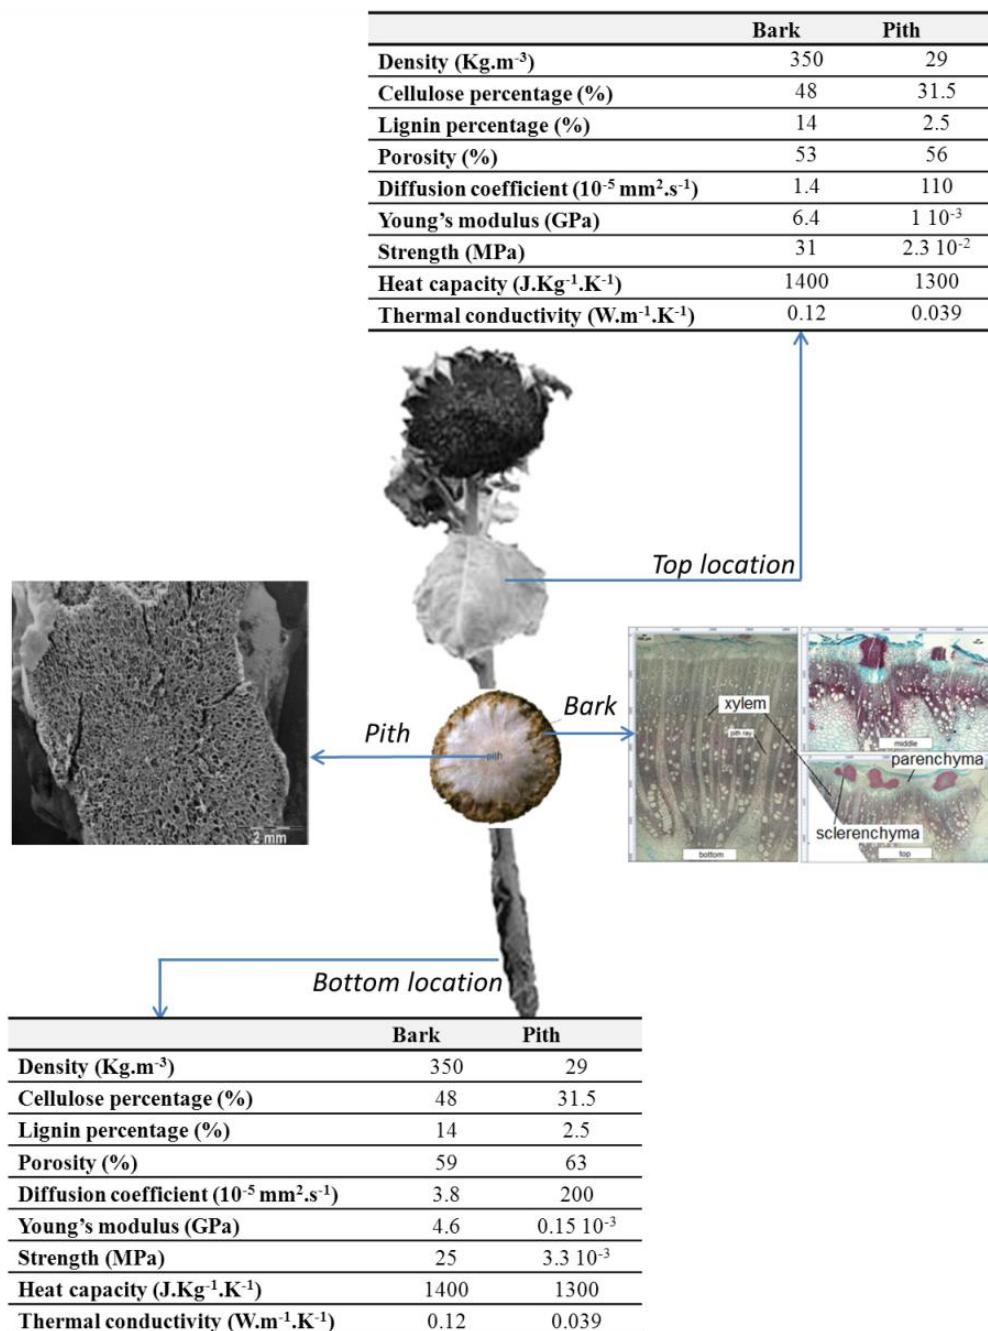 Bark Pith
Density (Kg.m-3) 350 29
Cellulose percentage (%) 48 31.5
Lignin percentage (%) 14 2.5
Porosity (%) 53 56
Diffusion coefficient (10-5 mm2.s-1) 1.4 110
Young's modulus (GPa) 6.4 1 10-3
Strength (MPa) 31 2.3 10-2
Heat capacity (J.Kg-1.K-1) 1400 1300
Thermal conductivity (W.m-1.K-1) 0.12 0.039
Top location
Pith
pith
Bark
xylem
pith ray
bottom
middle
parenchyma
sclerenchyma
top
2 mm
Bottom location
Bark Pith
Density (Kg.m-3) 350 29
Cellulose percentage (%) 48 31.5
Lignin percentage (%) 14 2.5
Porosity (%) 59 63
Diffusion coefficient (10-5 mm2.s-1) 3.8 200
Young's modulus (GPa) 4.6 0.15 10-3
Strength (MPa) 25 3.3 10-3
Heat capacity (J.Kg-1.K-1) 1400 1300
Thermal conductivity (W.m-1.K-1) 0.12 0.039